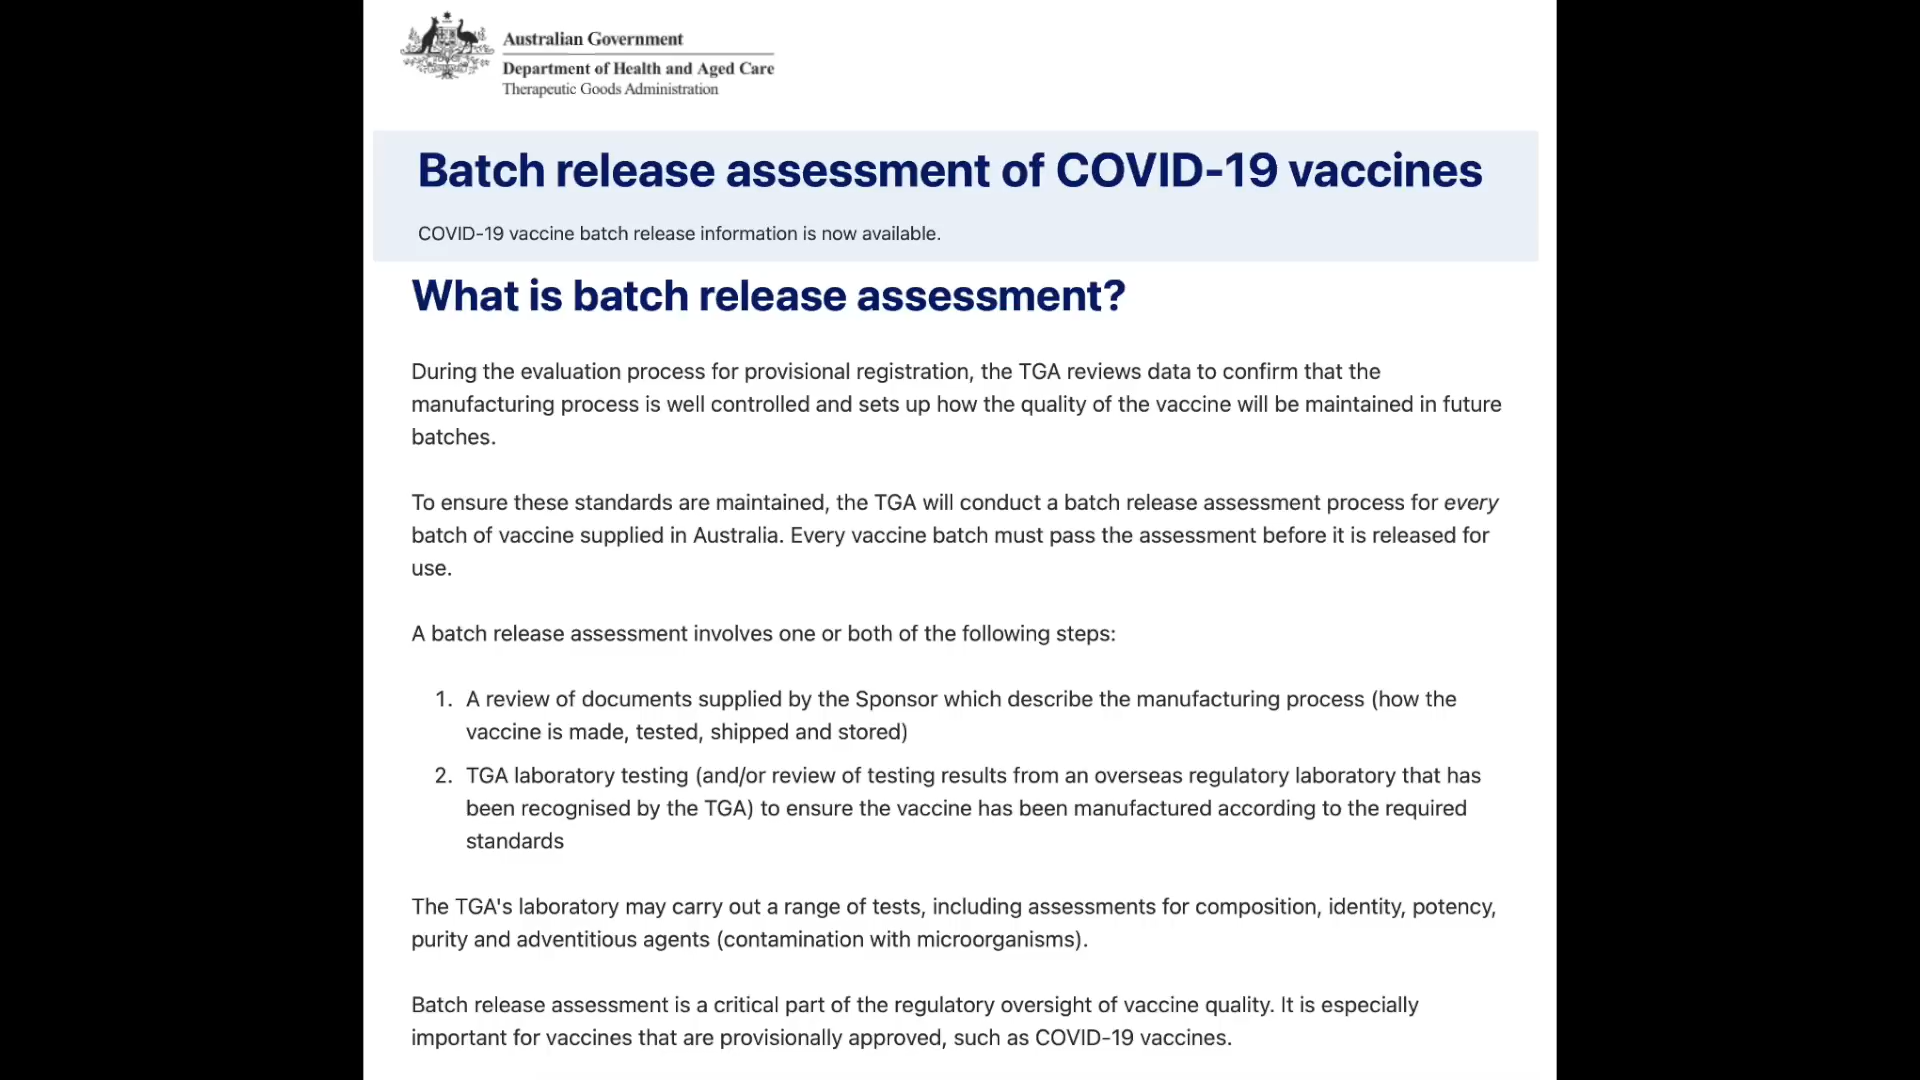 Australian Government
Department of Health and Aged Care
Therapeutic Goods Administration
Batch release assessment of COVID-19 vaccines
COVID-19 vaccine batch release information is now available.
What is batch release assessment?
During the evaluation process for provisional registration, the TGA reviews data to confirm that the
manufacturing process is well controlled and sets up how the quality of the vaccine will be maintained in future
batches.
To ensure these standards are maintained, the TGA will conduct a batch release assessment process for every
batch of vaccine supplied in Australia. Every vaccine batch must pass the assessment before it is released for
use.
A batch release assessment involves one or both of the following steps:
1. A review of documents supplied by the Sponsor which describe the manufacturing process (how the
vaccine is made, tested, shipped and stored)
2. TGA laboratory testing (and/or review of testing results from an overseas regulatory laboratory that has
been recognised by the TGA) to ensure the vaccine has been manufactured according to the required
standards
The TGA's laboratory may carry out a range of tests, including assessments for composition, identity, potency,
purity and adventitious agents (contamination with microorganisms).
Batch release assessment is a critical part of the regulatory oversight of vaccine quality. It is especially
important for vaccines that are provisionally approved, such as COVID-19 vaccines.